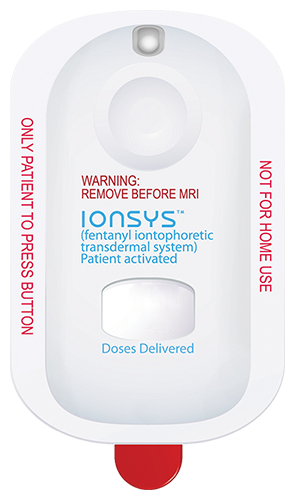 WARNING:
REMOVE BEFORE MRI
IONSYS™
(fentanyl iontophoretic
transdermal system)
Patient activated
Doses Delivered
ONLY PATIENT TO PRESS BUTTON
NOT FOR HOME USE